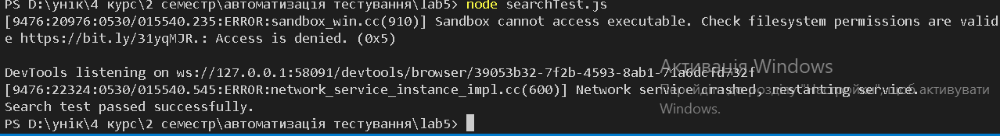 PS D:\унік\4 курс\2 семестр\автоматизація тестування\lab5> node searchTest.js
[9476:20976:0530/015540.235:ERROR:sandbox_win.cc(910)] Sandbox cannot access executable. Check filesystem permissions are valid
e https://bit.ly/31yqMJR.: Access is denied. (0x5)
DevTools listening on ws://127.0.0.1:58091/devtools/browser/39053b32-7f2b-4593-8ab1-71a6defd732f
Активація Windows
[9476:22324:0530/015540.545:ERROR:network_service_instance_impl.cc(600)] Network service crashed, restarting service.
Перейдіть до розділу "Настройки", щоб активувати
Windows.
Search test passed successfully.
PS D:\унік\4 курс\2 семестр\автоматизація тестування\lab5>